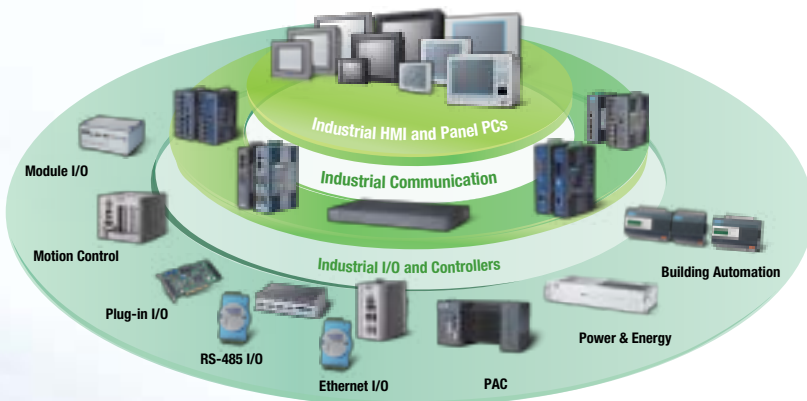 Industrial HMI and Panel PCs
Industrial Communication
Industrial I/O and Controllers
Module I/O
Motion Control
Plug-in I/O
RS-485 I/O
Ethernet I/O
PAC
Power & Energy
Building Automation